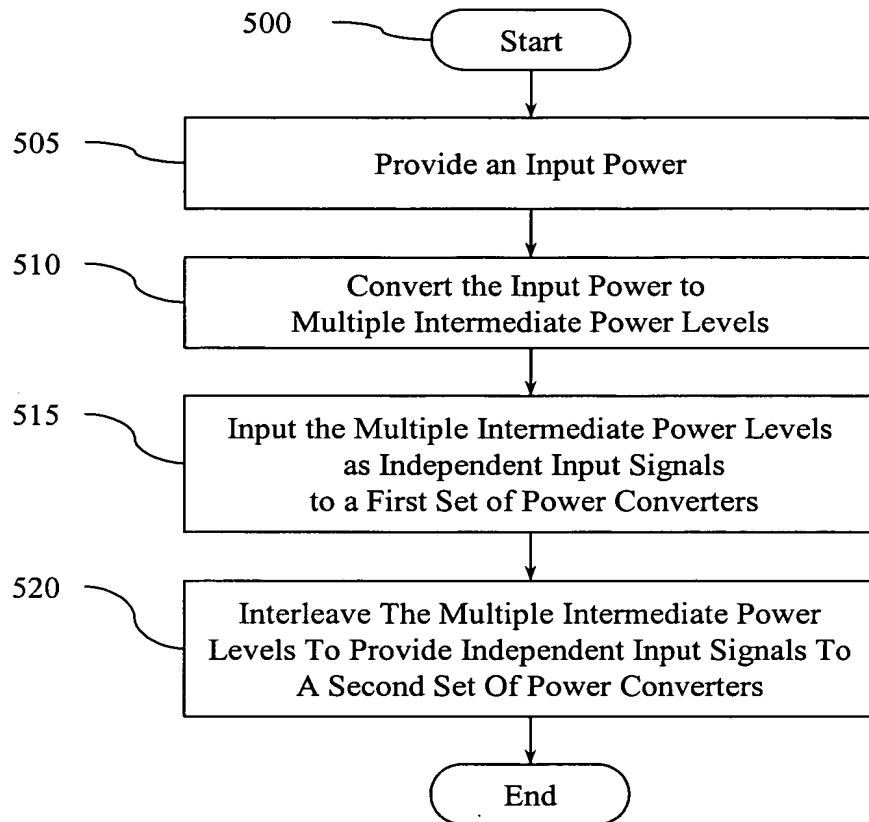 500
Start
505
Provide an Input Power
510
Convert the Input Power to
Multiple Intermediate Power Levels
515
Input the Multiple Intermediate Power Levels
as Independent Input Signals
to a First Set of Power Converters
520
Interleave The Multiple Intermediate Power
Levels To Provide Independent Input Signals To
A Second Set Of Power Converters
End